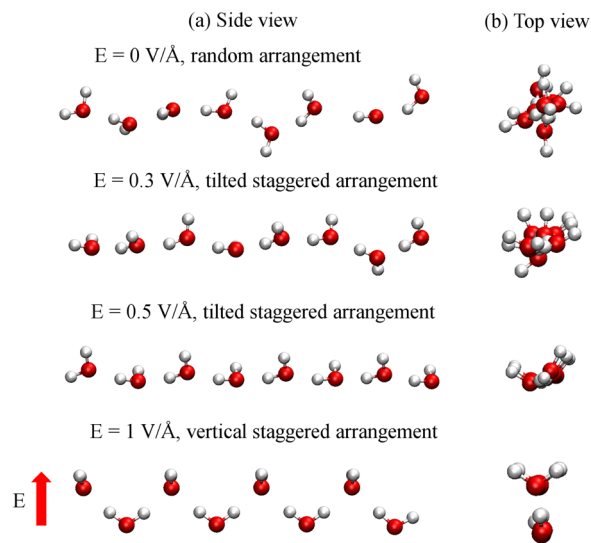 (a) Side view
(b) Top view
E = 0 V/Å, random arrangement
E = 0.3 V/Å, tilted staggered arrangement
E = 0.5 V/Å, tilted staggered arrangement
E = 1 V/Å, vertical staggered arrangement
E